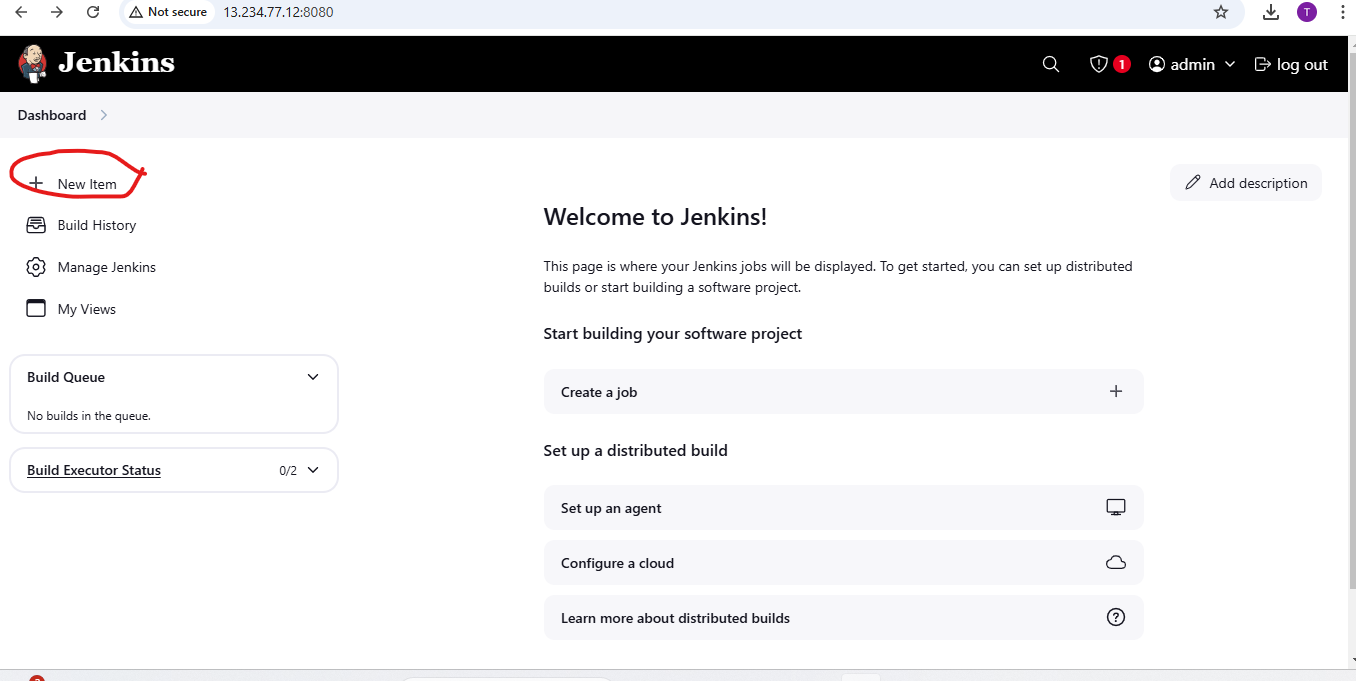 Not secure 13.234.77.12:8080
T
Jenkins
1
admin
log out
Dashboard
New Item
Build History
Manage Jenkins
My Views
Build Queue
No builds in the queue.
Build Executor Status 0/2
Add description
Welcome to Jenkins!
This page is where your Jenkins jobs will be displayed. To get started, you can set up distributed
builds or start building a software project.
Start building your software project
Create a job
Set up a distributed build
Set up an agent
Configure a cloud
Learn more about distributed builds